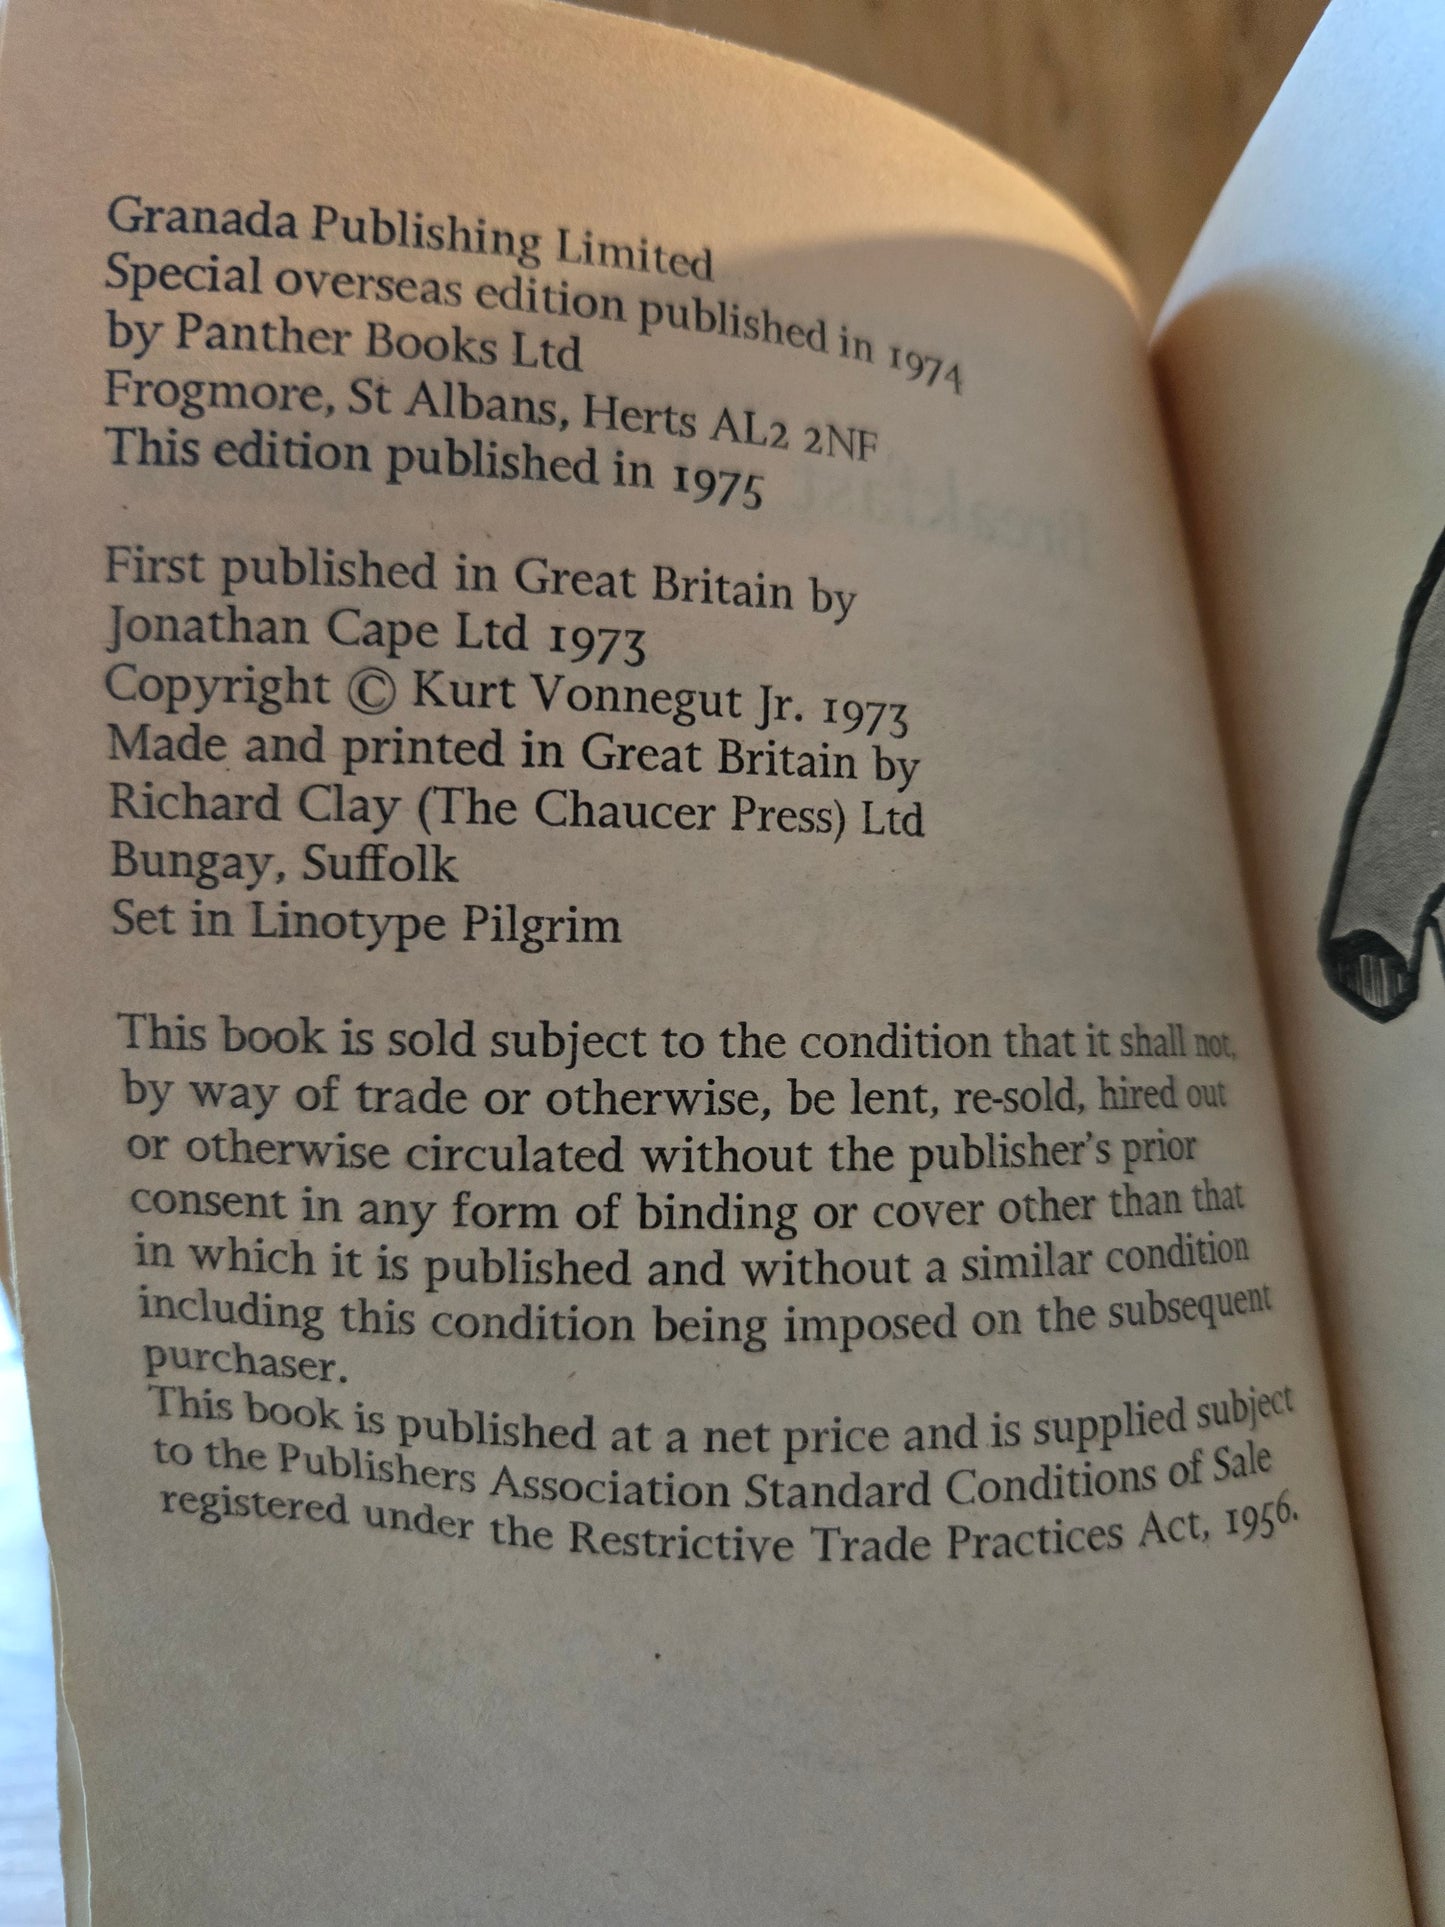 Granada Publishing Limited
Special overseas edition published in 1974
by Panther Books Ltd
Frogmore, St Albans, Herts AL2 2NF
This edition published in 1975
First published in Great Britain by
Jonathan Cape Ltd 1973
Copyright © Kurt Vonnegut Jr. 1973
Made and printed in Great Britain by
Richard Clay (The Chaucer Press) Ltd
Bungay, Suffolk
Set in Linotype Pilgrim
This book is sold subject to the condition that it shall not,
by way of trade or otherwise, be lent, re-sold, hired out
or otherwise circulated without the publisher's prior
consent in any form of binding or cover other than that
in which it is published and without a similar condition
including this condition being imposed on the subsequent
purchaser.
This book is published at a net price and is supplied subject
to the Publishers Association Standard Conditions of Sale
registered under the Restrictive Trade Practices Act, 1956.